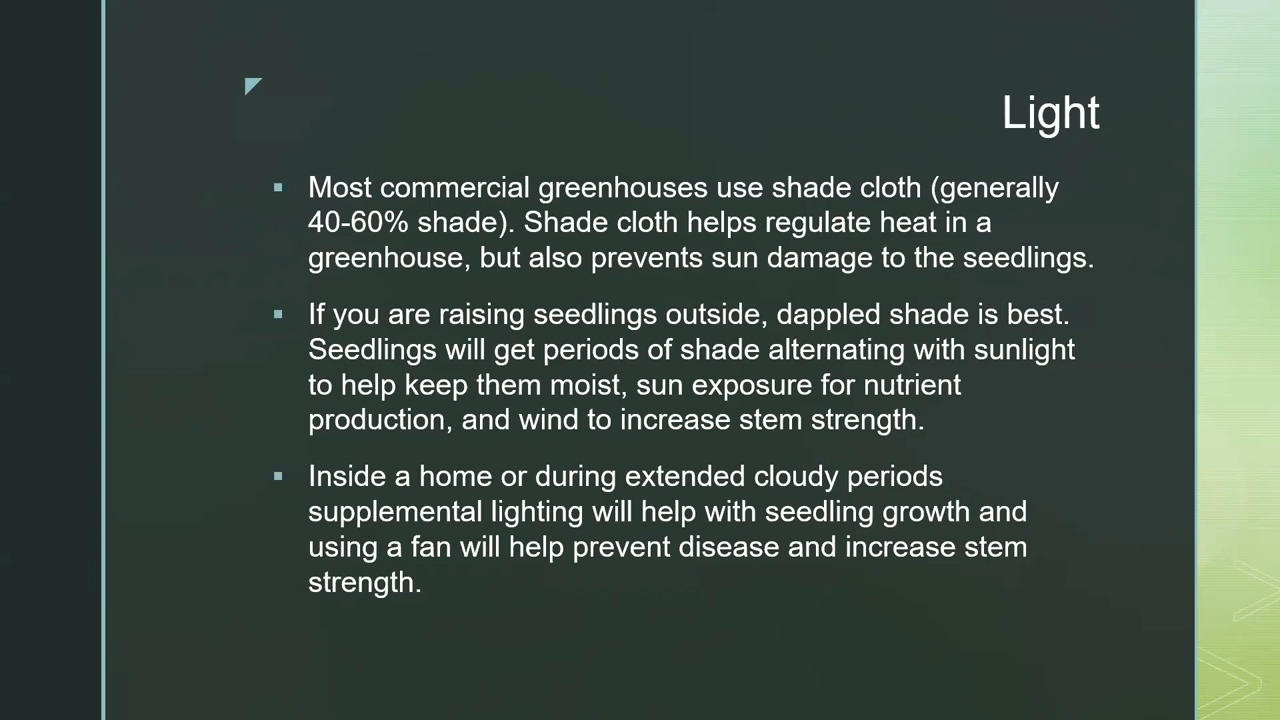 Light
▪ Most commercial greenhouses use shade cloth (generally
40-60% shade). Shade cloth helps regulate heat in a
greenhouse, but also prevents sun damage to the seedlings.
▪ If you are raising seedlings outside, dappled shade is best.
Seedlings will get periods of shade alternating with sunlight
to help keep them moist, sun exposure for nutrient
production, and wind to increase stem strength.
▪ Inside a home or during extended cloudy periods
supplemental lighting will help with seedling growth and
using a fan will help prevent disease and increase stem
strength.